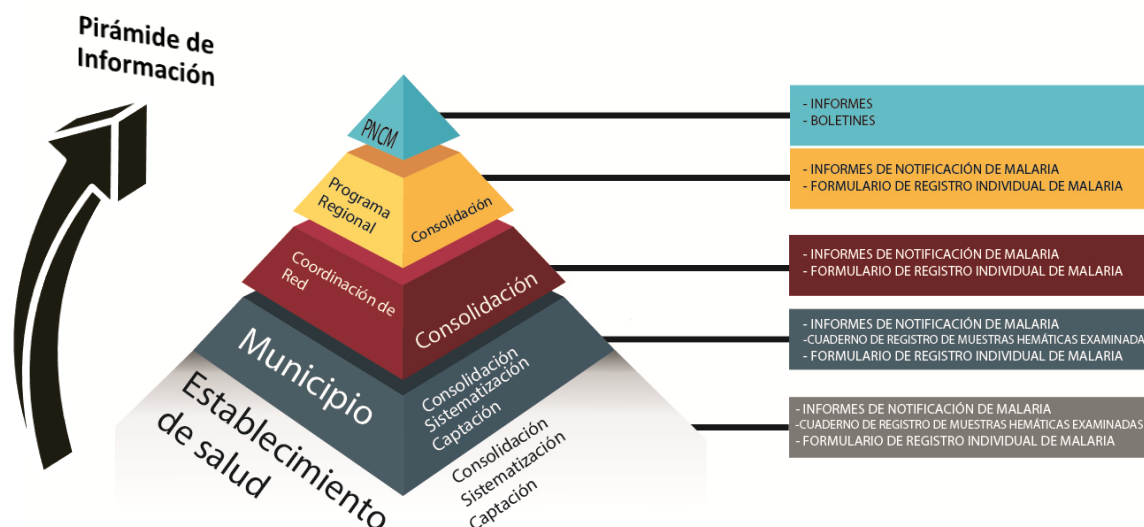 Pirámide de
Información
PNCM
- INFORMES
- BOLETINES
Programa
Regional
Consolidación
- INFORMES DE NOTIFICACIÓN DE MALARIA
- FORMULARIO DE REGISTRO INDIVIDUAL DE MALARIA
Coordinación de
Red
Consolidación
- INFORMES DE NOTIFICACIÓN DE MALARIA
- FORMULARIO DE REGISTRO INDIVIDUAL DE MALARIA
Municipio
Consolidación
Sistematización
Captación
- INFORMES DE NOTIFICACIÓN DE MALARIA
-CUADERNO DE REGISTRO DE MUESTRAS HEMÁTICAS EXAMINADA
- FORMULARIO DE REGISTRO INDIVIDUAL DE MALARIA
Establecimiento
de salud
Consolidación
Sistematización
Captación
- INFORMES DE NOTIFICACIÓN DE MALARIA
-CUADERNO DE REGISTRO DE MUESTRAS HEMÁTICAS EXAMINADAS
- FORMULARIO DE REGISTRO INDIVIDUAL DE MALARIA